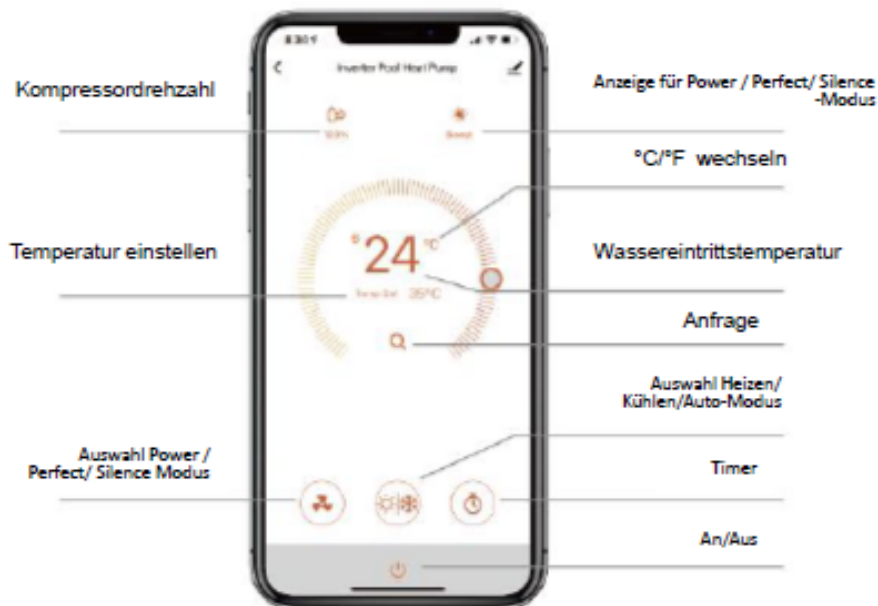 Kompressordrehzahl
Temperatur einstellen
Auswahl Power /
Perfect/ Silence Modus
Inverter Pool Heat Pump
24 °C
35°C
Anzeige für Power / Perfect/ Silence
-Modus
°C/°F wechseln
Wassereintrittstemperatur
Anfrage
Auswahl Heizen/
Kühlen/Auto-Modus
Timer
An/Aus